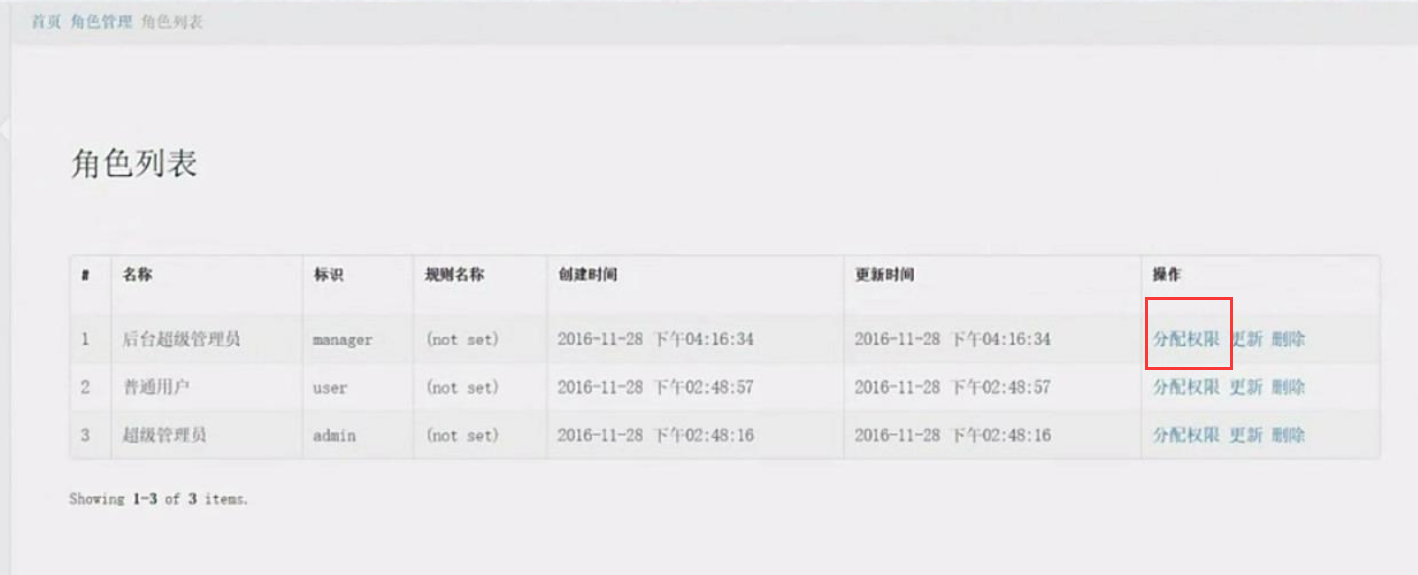 首页 角色管理 角色列表
角色列表
# 名称 标识 规则名称 创建时间 更新时间 操作
1 后台超级管理员 manager (not set) 2016-11-28 下午04:16:34 2016-11-28 下午04:16:34 分配权限 更新 删除
2 普通用户 user (not set) 2016-11-28 下午02:48:57 2016-11-28 下午02:48:57 分配权限 更新 删除
3 超级管理员 admin (not set) 2016-11-28 下午02:48:16 2016-11-28 下午02:48:16 分配权限 更新 删除
Showing 1-3 of 3 items.